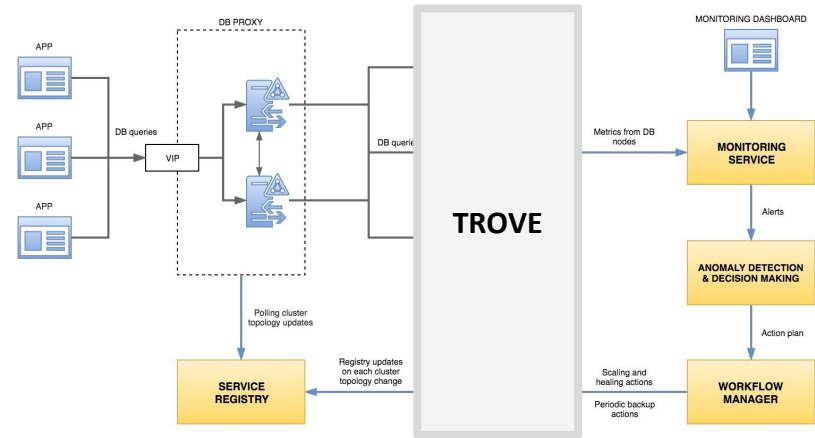 DB PROXY
MONITORING DASHBOARD
APP
APP
APP
DB queries
VIP
DB querie
TROVE
Metrics from DB
nodes
MONITORING
SERVICE
Alerts
ANOMALY DETECTION
& DECISION MAKING
Action plan
Polling cluster
topology updates
Registry updates
on each cluster
topology change
SERVICE
REGISTRY
Scaling and
healing actions
Periodic backup
actions
WORKFLOW
MANAGER